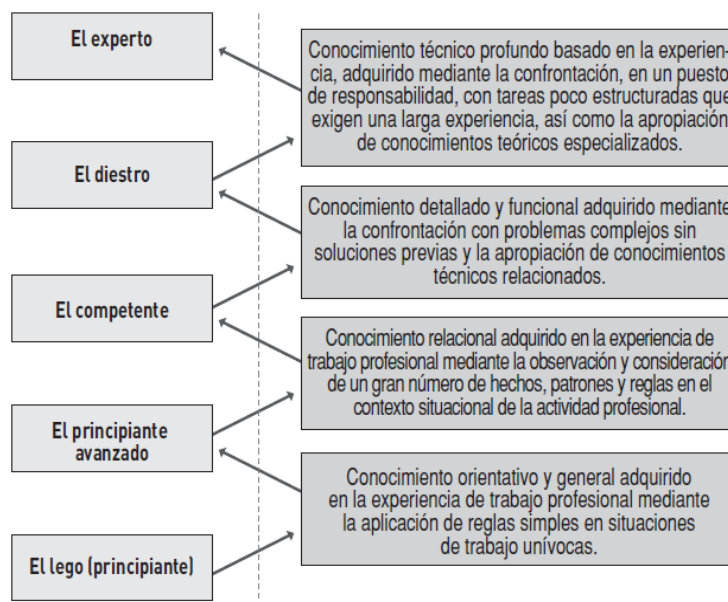 El experto
Conocimiento técnico profundo basado en la experien-
cia, adquirido mediante la confrontación, en un puesto
de responsabilidad, con tareas poco estructuradas que
exigen una larga experiencia, así como la apropiación
de conocimientos teóricos especializados.
El diestro
Conocimiento detallado y funcional adquirido mediante
la confrontación con problemas complejos sin
soluciones previas y la apropiación de conocimientos
técnicos relacionados.
El competente
Conocimiento relacional adquirido en la experiencia de
trabajo profesional mediante la observación y consideración
de un gran número de hechos, patrones y reglas en el
contexto situacional de la actividad profesional.
El principiante
avanzado
Conocimiento orientativo y general adquirido
en la experiencia de trabajo profesional mediante
la aplicación de reglas simples en situaciones
de trabajo unívocas.
El lego (principiante)